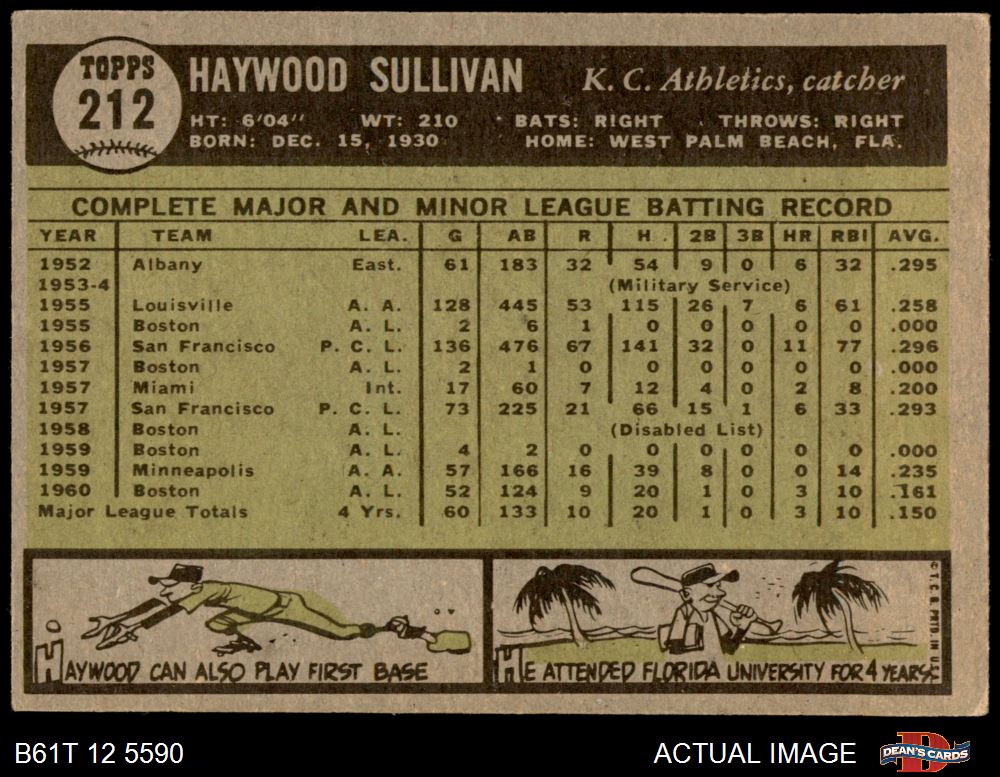 TOPPS
212
HAYWOOD SULLIVAN
K. C. Athletics, catcher
HT: 6'04" WT: 210 BATS: RIGHT THROWS: RIGHT
BORN: DEC. 15, 1930 HOME: WEST PALM BEACH, FLA.
COMPLETE MAJOR AND MINOR LEAGUE BATTING RECORD
YEAR TEAM LEA. G AB R H. 2B 3B HR RBI AVG.
1952 Albany East. 61 183 32 54 9 0 6 32 .295
1953-4 (Military Service)
1955 Louisville A. A. 128 445 53 115 26 7 6 61 .258
1955 Boston A. L. 2 6 1 0 0 0 0 0 .000
1956 San Francisco P. C. L. 136 476 67 141 32 0 11 77 .296
1957 Boston A. L. 2 1 0 0 0 0 0 0 .000
1957 Miami Int. 17 60 7 12 4 0 2 8 .200
1957 San Francisco P. C. L. 73 225 21 66 15 1 6 33 .293
1958 Boston A. L. (Disabled List)
1959 Boston A. L. 4 2 0 0 0 0 0 0 .000
1959 Minneapolis A. A. 57 166 16 39 8 0 0 14 .235
1960 Boston A. L. 52 124 9 20 1 0 3 10 .161
Major League Totals 4 Yrs. 60 133 10 20 1 0 3 10 .150
HAYWOOD CAN ALSO PLAY FIRST BASE
HE ATTENDED FLORIDA UNIVERSITY FOR 4 YEARS
© T. C. G. PRTD. IN U.S.
B61T 12 5590
ACTUAL IMAGE
DEAN'S CARDS